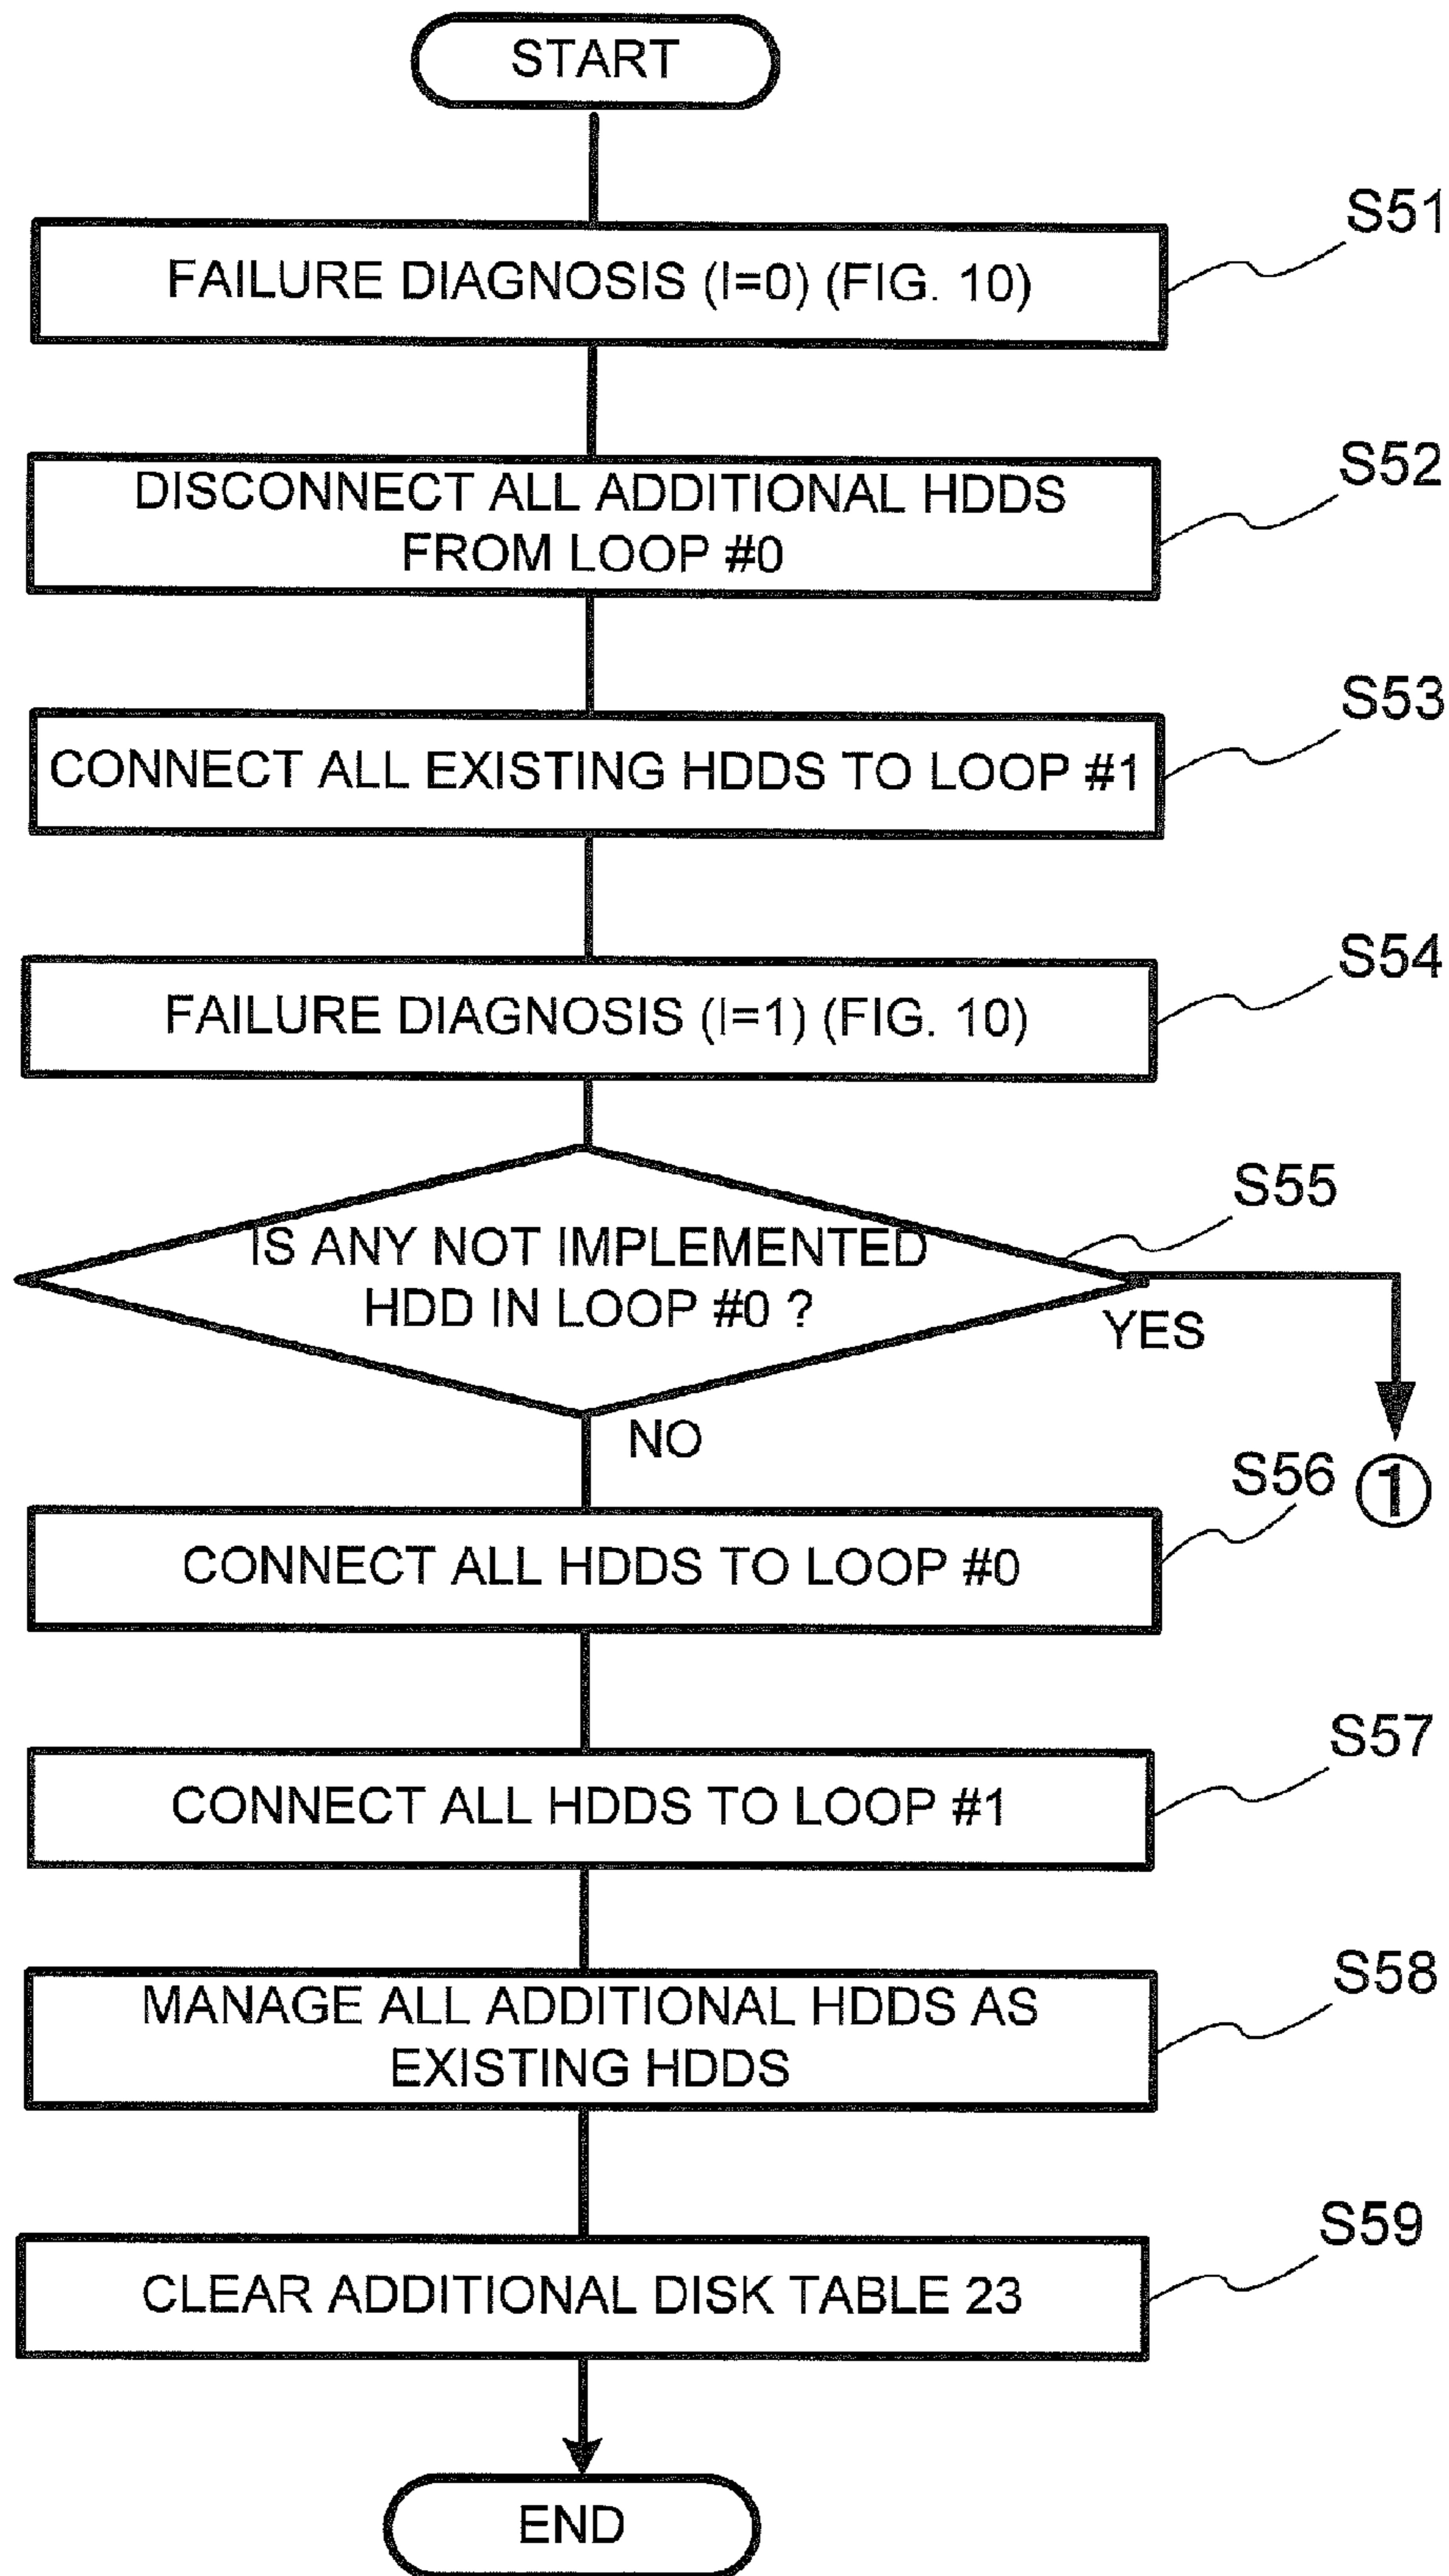 START
S51
FAILURE DIAGNOSIS (I=0) (FIG. 10)
S52
DISCONNECT ALL ADDITIONAL HDDS
FROM LOOP #0
S53
CONNECT ALL EXISTING HDDS TO LOOP #1
S54
FAILURE DIAGNOSIS (I=1) (FIG. 10)
S55
IS ANY NOT IMPLEMENTED
HDD IN LOOP #0 ?
YES
NO
S56
①
CONNECT ALL HDDS TO LOOP #0
S57
CONNECT ALL HDDS TO LOOP #1
S58
MANAGE ALL ADDITIONAL HDDS AS
EXISTING HDDS
S59
CLEAR ADDITIONAL DISK TABLE 23
END